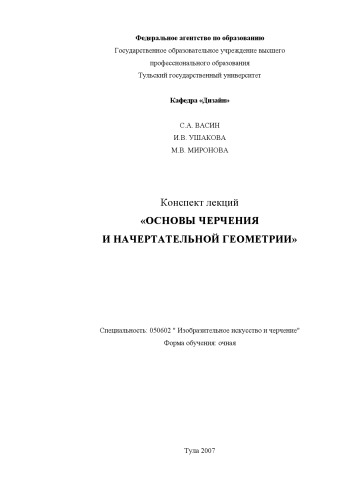 Федеральное агентство по образованию
Государственное образовательное учреждение высшего
профессионального образования
Тульский государственный университет
Кафедра «Дизайн»
С.А. ВАСИН
И.В. УШАКОВА
М.В. МИРОНОВА
Конспект лекций
«ОСНОВЫ ЧЕРЧЕНИЯ
И НАЧЕРТАТЕЛЬНОЙ ГЕОМЕТРИИ»
Специальность: 050602 " Изобразительное искусство и черчение"
Форма обучения: очная
Тула 2007